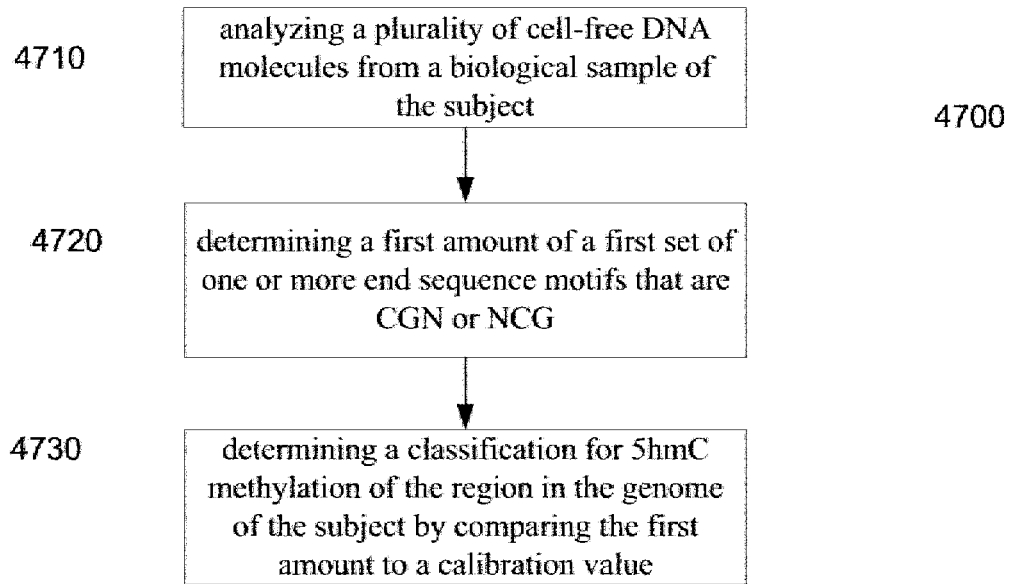 4710
analyzing a plurality of cell-free DNA
molecules from a biological sample of
the subject
4700
4720
determining a first amount of a first set of
one or more end sequence motifs that are
CGN or NCG
4730
determining a classification for 5hmC
methylation of the region in the genome
of the subject by comparing the first
amount to a calibration value